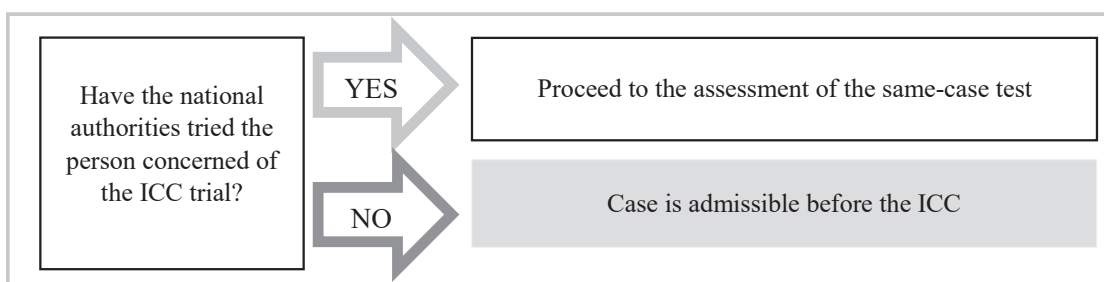 Have the national
authorities tried the
person concerned of
the ICC trial?
YES
Proceed to the assessment of the same-case test
NO
Case is admissible before the ICC